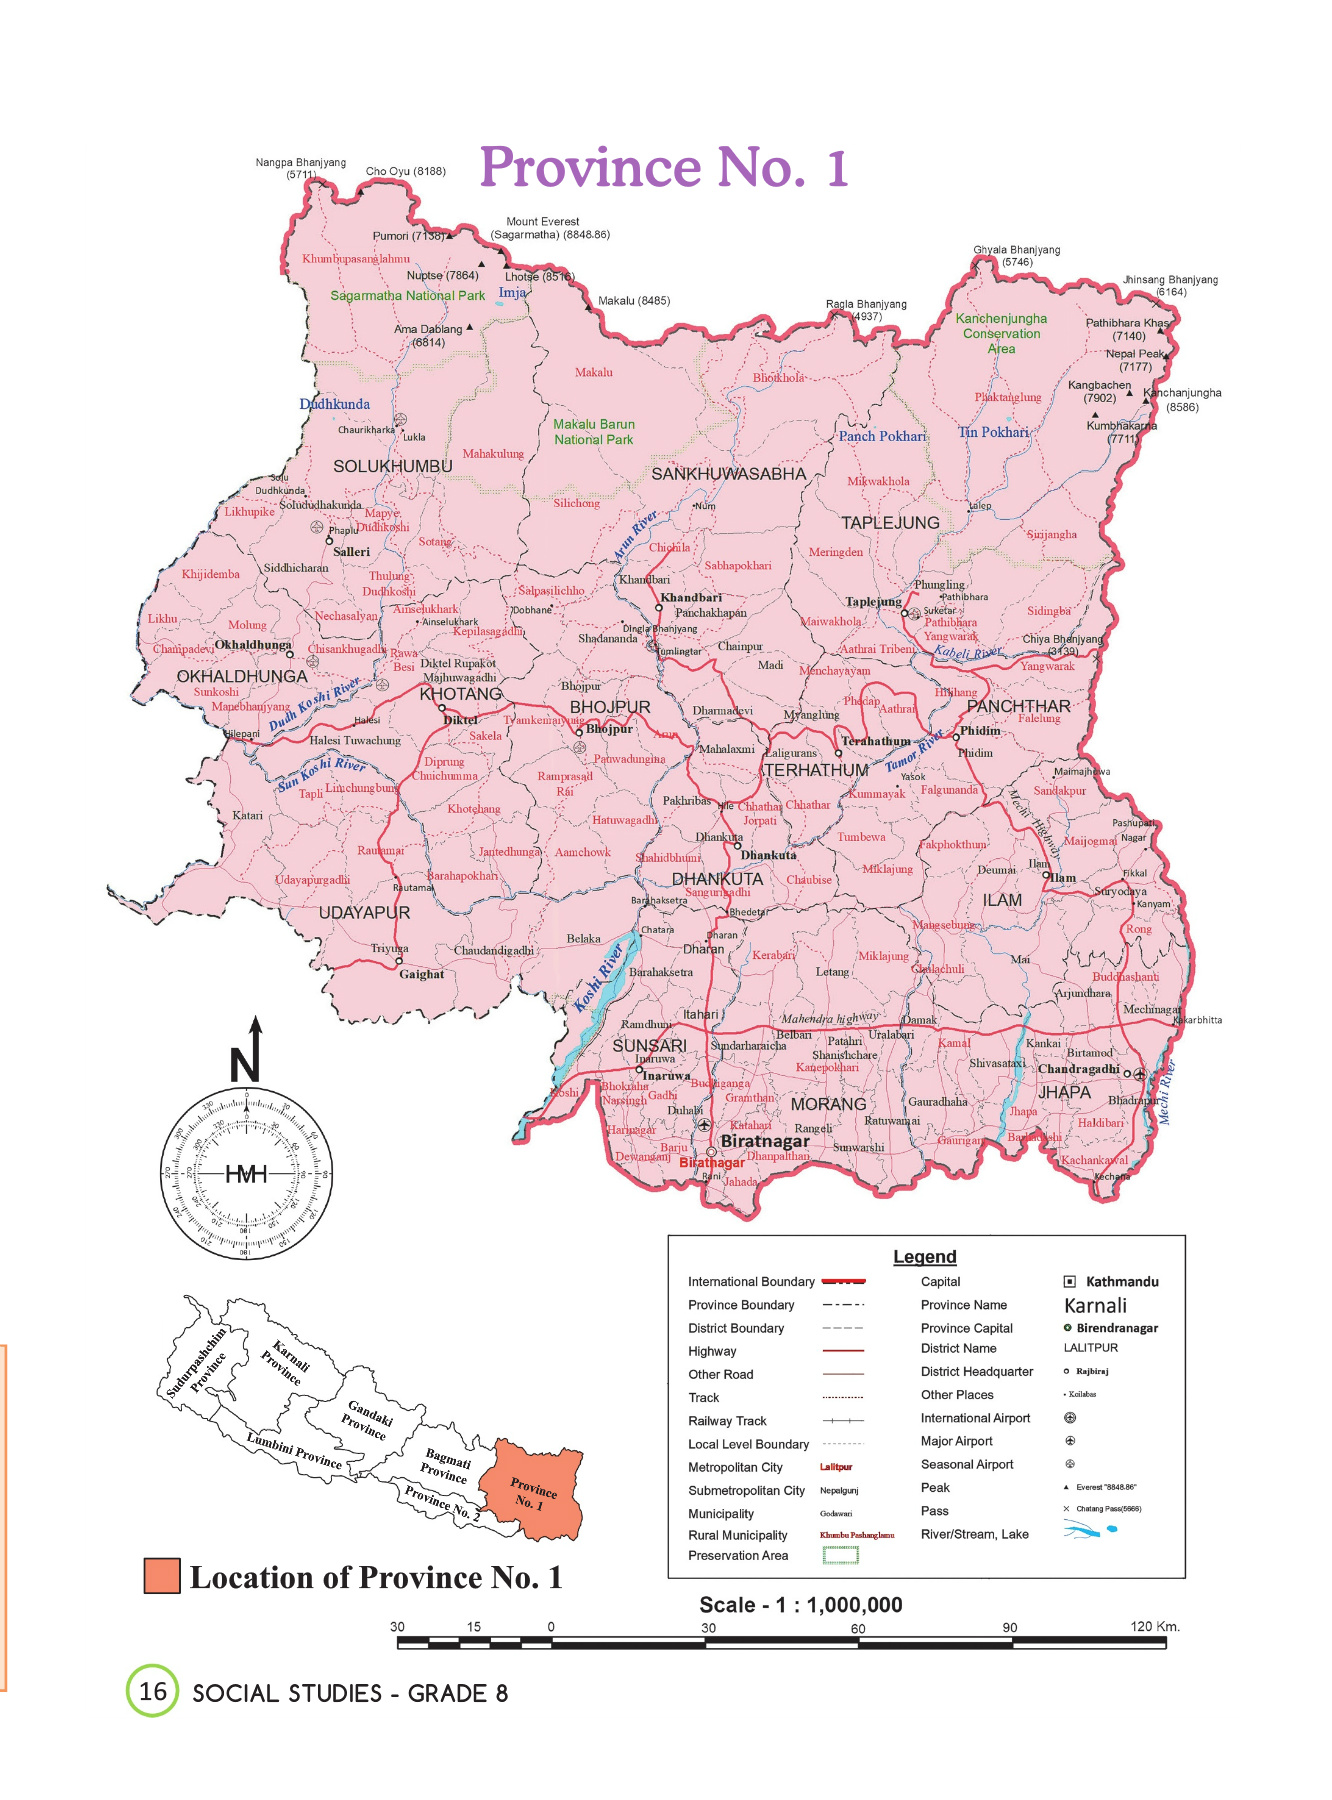 Province No. 1
Nangpa Bhanjyang
(5711)
Cho Oyu (8188)
Mount Everest
(Sagarmatha) (8848.86)
Pumori (7138)
Khumbupasanglahmu
Nuptse (7864)
Lhotse (8516)
Sagarmatha National Park
Imja
Makalu (8485)
Ama Dablang
(6814)
Ghyala Bhanjyang
(5746)
Jhinsang Bhanjyang
(6164)
Ragla Bhanjyang
(4937)
Kanchenjungha
Conservation
Area
Pathibhara Khas
(7140)
Nepal Peak
(7177)
Kangbachen
(7902)
Kanchanjungha
(8586)
Kumbhakarna
(7711)
Makalu
Bhotkhola
Phaktanglung
Dudhkunda
Chaurikharka
Lukla
Makalu Barun
National Park
Panch Pokhari
Tin Pokhari
Mahakulung
SOLUKHUMBU
SANKHUWASABHA
Mikwakhola
Solu
Dudhkunda
Solududhakunda
Likhupike
Mapye
Dudhkoshi
Silichong
Num
Lalep
TAPLEJUNG
Phaplu
Salleri
Sotang
Arun River
Chichila
Meringden
Sirijangha
Siddhicharan
Sabhapokhari
Khijidemba
Thulung
Dudhkoshi
Khandbari
Salpasilichho
Phungling
Pathibhara
Khandbari
Panchakhapan
Taplejung
Suketar
Dobhane
Ainselukhark
Ainselukhark
Nechasalyan
Likhu
Molung
Kepilasagadhi
Dingla Bhanjyang
Shadananda
Maiwakhola
Pathibhara
Yangwarak
Sidingba
Chiya Bhanjyang
(3139)
Champadevi
Okhaldhunga
Chisankhugadhi
Rawa
Besi
Tumlingtar
Chainpur
Aathrai Tribeni
Kabeli River
Yangwarak
Diktel Rupakot
Majhuwagadhi
Madi
Menchayayam
OKHALDHUNGA
Sunkoshi
Manebhanjyang
Dudh Koshi River
KHOTANG
Bhojpur
BHOJPUR
Dharmadevi
Myanglung
Phedap
Aathrai
Hilihang
PANCHTHAR
Falelung
Hilepani
Halesi
Diktel
Tyamkemaiyung
Bhojpur
Arun
Halesi Tuwachung
Sakela
Mahalaxmi
Laligurans
Terahathum
Tamor River
Phidim
Phidim
Sun Koshi River
Diprung
Chuichumma
Pauwadungma
TERHATHUM
Yasok
Maimajhuwa
Tapli
Limchungbung
Ramprasad
Rai
Kummayak
Falgunanda
Sandakpur
Katari
Khotehang
Hatuwagadhi
Pakhribas
Hile
Chhathar
Jorpati
Chhathar
Mechi Highway
Pashupati
Nagar
Dhankuta
Dhankuta
Tumbewa
Fakphokthum
Maijogmai
Rautamai
Jantedhunga
Aamchowk
Shahidbhumi
Miklajung
Deumai
Ilam
Ilam
Fikkal
Udayapurgadhi
Rautamai
Barahapokhari
DHANKUTA
Chaubise
Suryodaya
Sangurigadhi
ILAM
Kanyam
UDAYAPUR
Barahaksetra
Bhedetar
Mangsebung
Rong
Belaka
Chatara
Dharan
Dharan
Triyuga
Gaighat
Chaudandigadhi
Koshi River
Barahaksetra
Kerabari
Letang
Miklajung
Chulachuli
Mai
Buddhashanti
Arjundhara
Mechinagar
Kakarbhitta
Itahari
Ramdhuni
Mahendra highway
Damak
SUNSARI
Inaruwa
Inaruwa
Sundarharaicha
Belbari
Patahri
Shanishchare
Uralabari
Kamal
Kankai
Birtamod
Kanepokhari
Shivasataxi
Chandragadhi
Koshi
Bhokraha
Narsingh
Gadhi
Budhiganga
Gramthan
Duhabi
MORANG
Gauradhaha
JHAPA
Bhadrapur
Mechi River
Jhapa
Harinagar
Katahari
Rangeli
Ratuwamai
Haldibari
Biratnagar
Biratnagar
Dewanganj
Barju
Dhanpalthan
Sunwarshi
Gaurigan
Barhadashi
Kachankawal
Kechana
Rani
Jahada
N
HMH
Legend
International Boundary
Province Boundary
District Boundary
Highway
Other Road
Track
Railway Track
Local Level Boundary
Metropolitan City Lalitpur
Submetropolitan City Nepalgunj
Municipality Godawari
Rural Municipality Khumbu Pashanglamu
Preservation Area
Capital Kathmandu
Province Name Karnali
Province Capital Birendranagar
District Name LALITPUR
District Headquarter Rajbiraj
Other Places Koilabas
International Airport
Major Airport
Seasonal Airport
Peak Everest "8848.86"
Pass Chatang Pass(5666)
River/Stream, Lake
Sudurpashchim
Province
Karnali
Province
Gandaki
Province
Lumbini Province
Bagmati
Province
Province No. 2
Province
No. 1
Location of Province No. 1
Scale - 1 : 1,000,000
30 15 0 30 60 90 120 Km.
16 SOCIAL STUDIES - GRADE 8